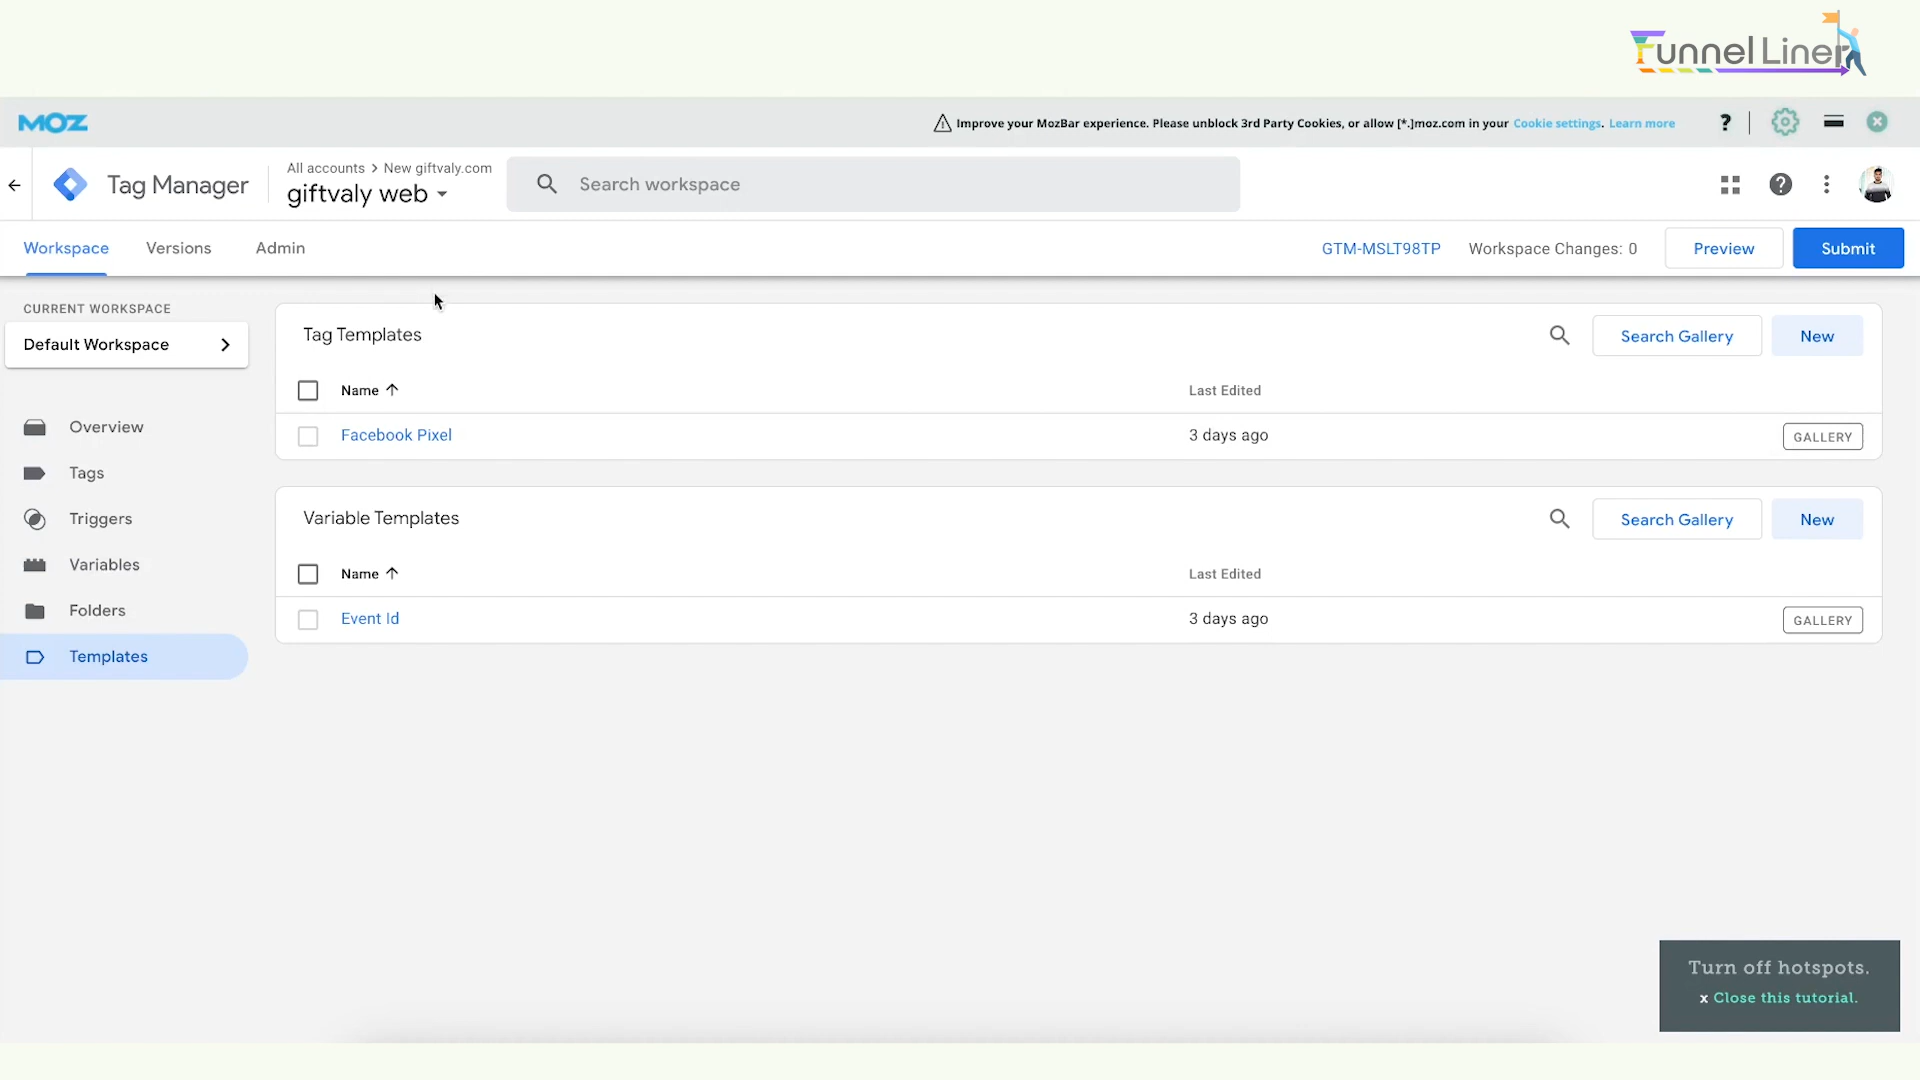 Funnel Liner
MOZ
Improve your MozBar experience. Please unblock 3rd Party Cookies, or allow [*.]moz.com in your Cookie settings. Learn more
?
Tag Manager
All accounts > New giftvaly.com
giftvaly web
Search workspace
Workspace
Versions
Admin
GTM-MSLT98TP
Workspace Changes: 0
Preview
Submit
CURRENT WORKSPACE
Default Workspace
Overview
Tags
Triggers
Variables
Folders
Templates
Tag Templates
Search Gallery
New
Name
Last Edited
Facebook Pixel
3 days ago
GALLERY
Variable Templates
Search Gallery
New
Name
Last Edited
Event Id
3 days ago
GALLERY
Turn off hotspots.
x Close this tutorial.